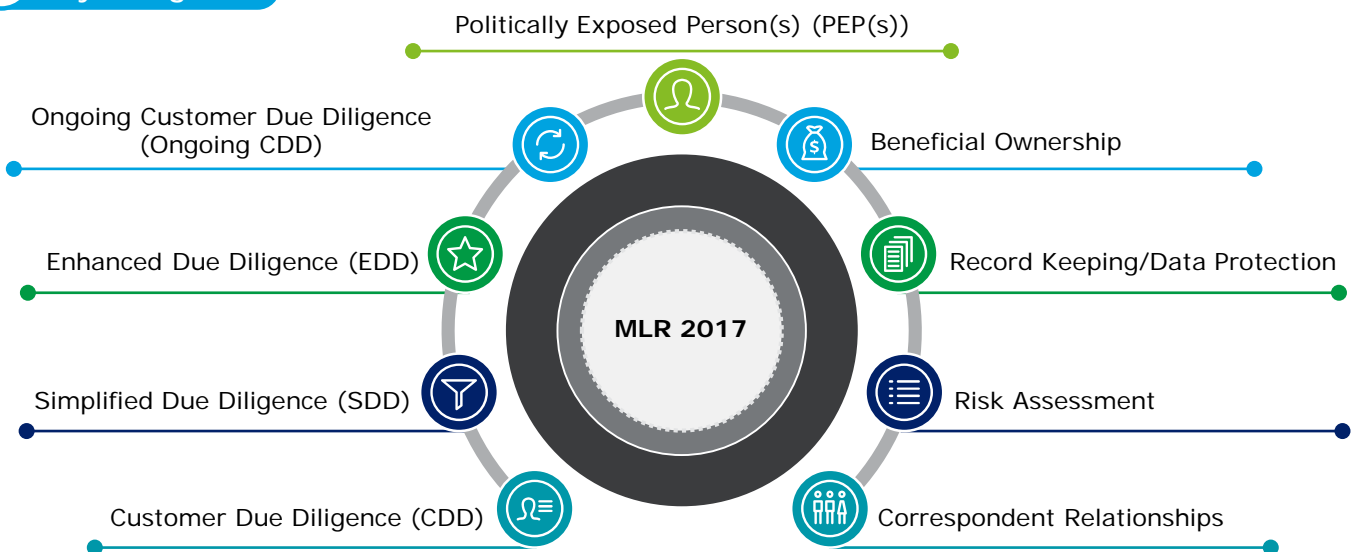 Politically Exposed Person(s) (PEP(s))
Ongoing Customer Due Diligence
(Ongoing CDD)
Beneficial Ownership
Enhanced Due Diligence (EDD)
Record Keeping/Data Protection
MLR 2017
Simplified Due Diligence (SDD)
Risk Assessment
Customer Due Diligence (CDD)
Correspondent Relationships